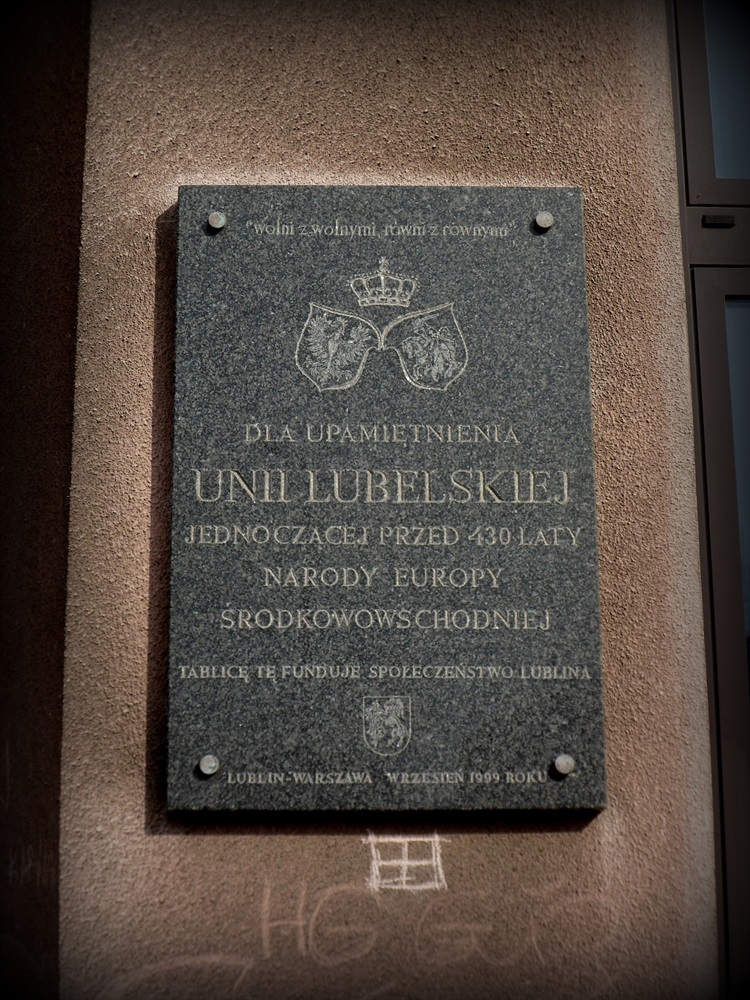 "wolni z wolnymi, równi z równymi"
DLA UPAMIĘTNIENIA
UNII LUBELSKIEJ
JEDNOCZĄCEJ PRZED 430 LATY
NARODY EUROPY
ŚRODKOWOWSCHODNIEJ
TABLICĘ TĘ FUNDUJE SPOŁECZEŃSTWO LUBLINA
LUBLIN-WARSZAWA WRZESIEŃ 1999 ROKU
HG